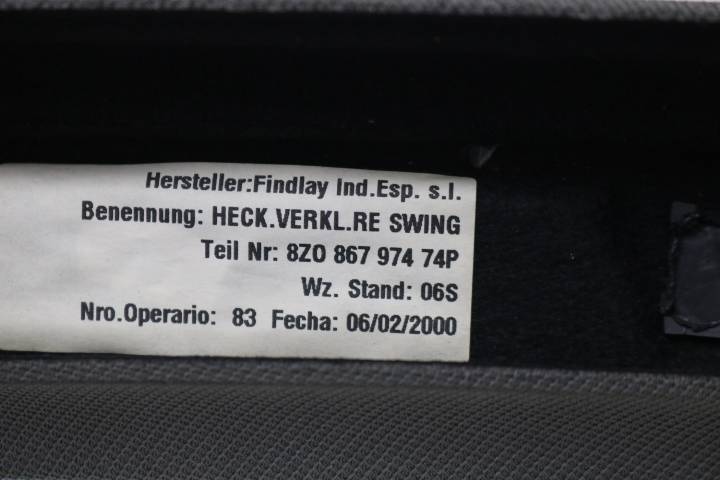 Hersteller:Findlay Ind.Esp. s.l.
Benennung: HECK.VERKL.RE SWING
Teil Nr: 8Z0 867 974 74P
Wz. Stand: 06S
Nro.Operario: 83 Fecha: 06/02/2000